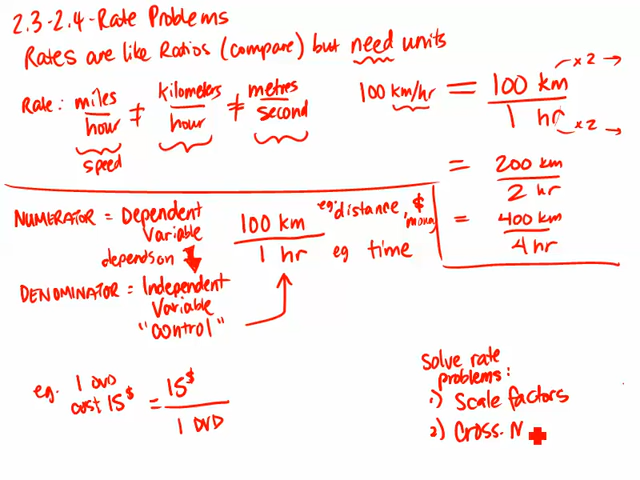 2.3-2.4-Rate Problems
Rates are like Ratios (compare) but need units
Rate: miles/hour ≠ kilometers/hour ≠ metres/second
speed
100 km/hr = 100 km/1 hr
×2 →
×2 →
= 200 km/2 hr
= 400 km/4 hr
NUMERATOR = Dependent
Variable
depends on
DENOMINATOR = Independent
Variable
"control"
100 km/1 hr
eg. distance, $
money
eg time
eg. 1 DVD
cost 15$ = 15$/1 DVD
Solve rate
problems:
1) Scale factors
2) Cross-N